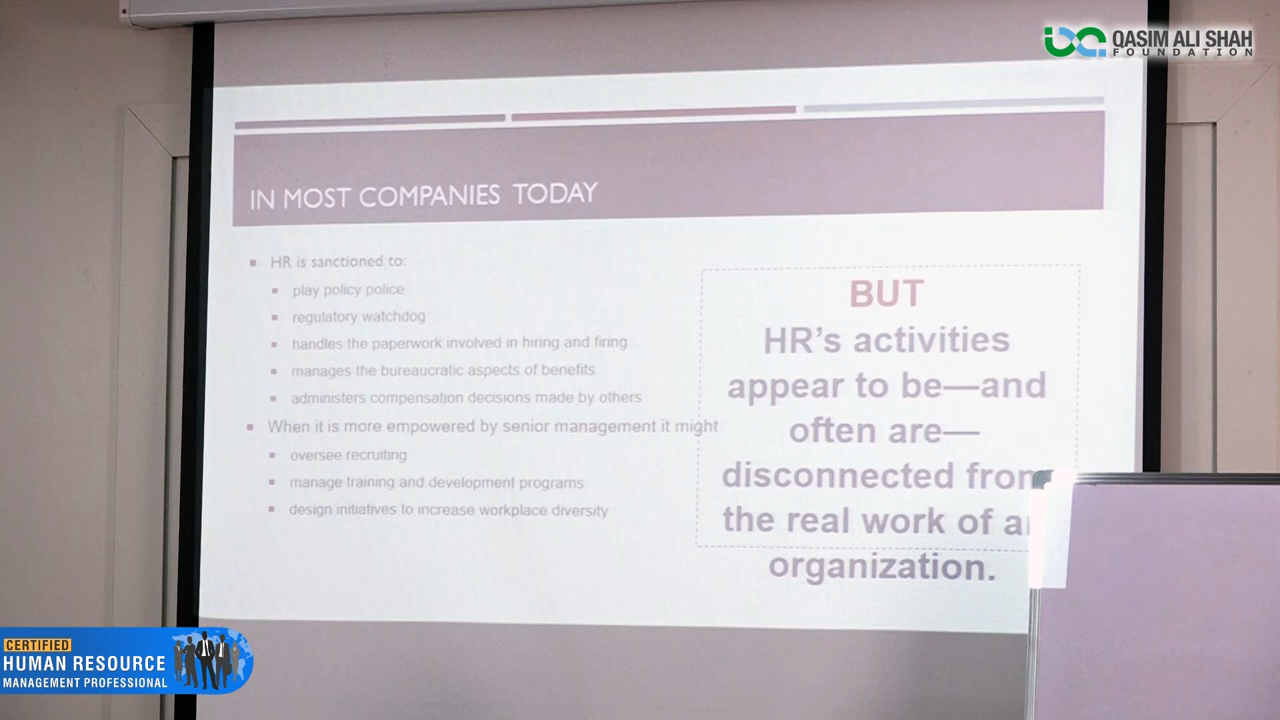 QASIM ALI SHAH
FOUNDATION
IN MOST COMPANIES TODAY
HR is sanctioned to:
play policy police
regulatory watchdog
handles the paperwork involved in hiring and firing
manages the bureaucratic aspects of benefits
administers compensation decisions made by others
When it is more empowered by senior management it might
oversee recruiting
manage training and development programs
design initiatives to increase workplace diversity
BUT
HR's activities
appear to be—and
often are—
disconnected from
the real work of
organization.
CERTIFIED
HUMAN RESOURCE
MANAGEMENT PROFESSIONAL